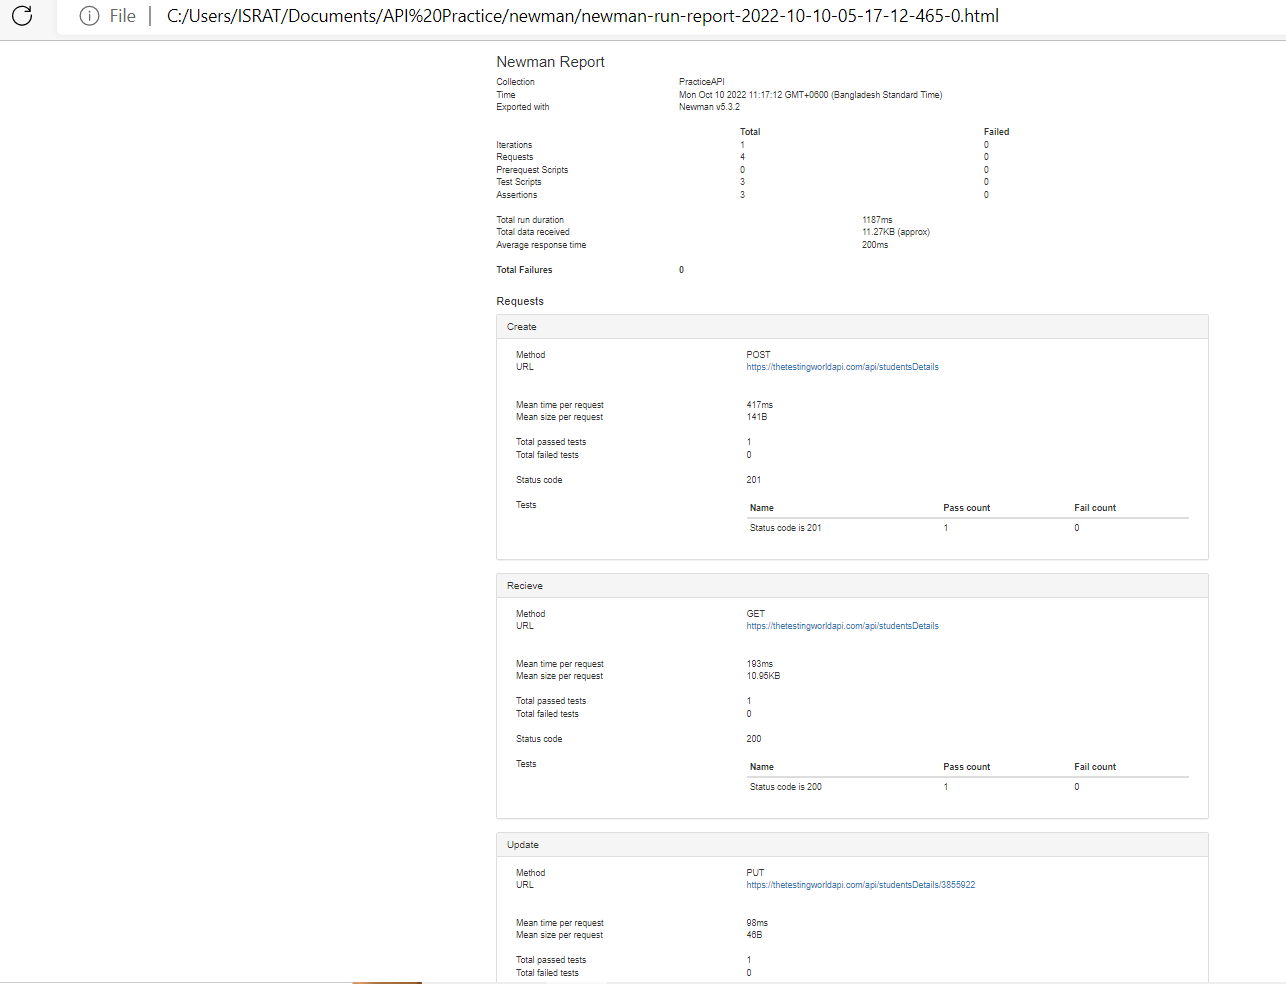 File | C:/Users/ISRAT/Documents/API%20Practice/newman/newman-run-report-2022-10-10-05-17-12-465-0.html
Newman Report
Collection PracticeAPI
Time Mon Oct 10 2022 11:17:12 GMT+0600 (Bangladesh Standard Time)
Exported with Newman v5.3.2
Total Failed
Iterations 1 0
Requests 4 0
Prerequest Scripts 0 0
Test Scripts 3 0
Assertions 3 0
Total run duration 1187ms
Total data received 11.27KB (approx)
Average response time 200ms
Total Failures 0
Requests
Create
Method POST
URL https://thetestingworldapi.com/api/studentsDetails
Mean time per request 417ms
Mean size per request 141B
Total passed tests 1
Total failed tests 0
Status code 201
Tests Name Pass count Fail count
Status code is 201 1 0
Recieve
Method GET
URL https://thetestingworldapi.com/api/studentsDetails
Mean time per request 193ms
Mean size per request 10.95KB
Total passed tests 1
Total failed tests 0
Status code 200
Tests Name Pass count Fail count
Status code is 200 1 0
Update
Method PUT
URL https://thetestingworldapi.com/api/studentsDetails/3855922
Mean time per request 98ms
Mean size per request 46B
Total passed tests 1
Total failed tests 0